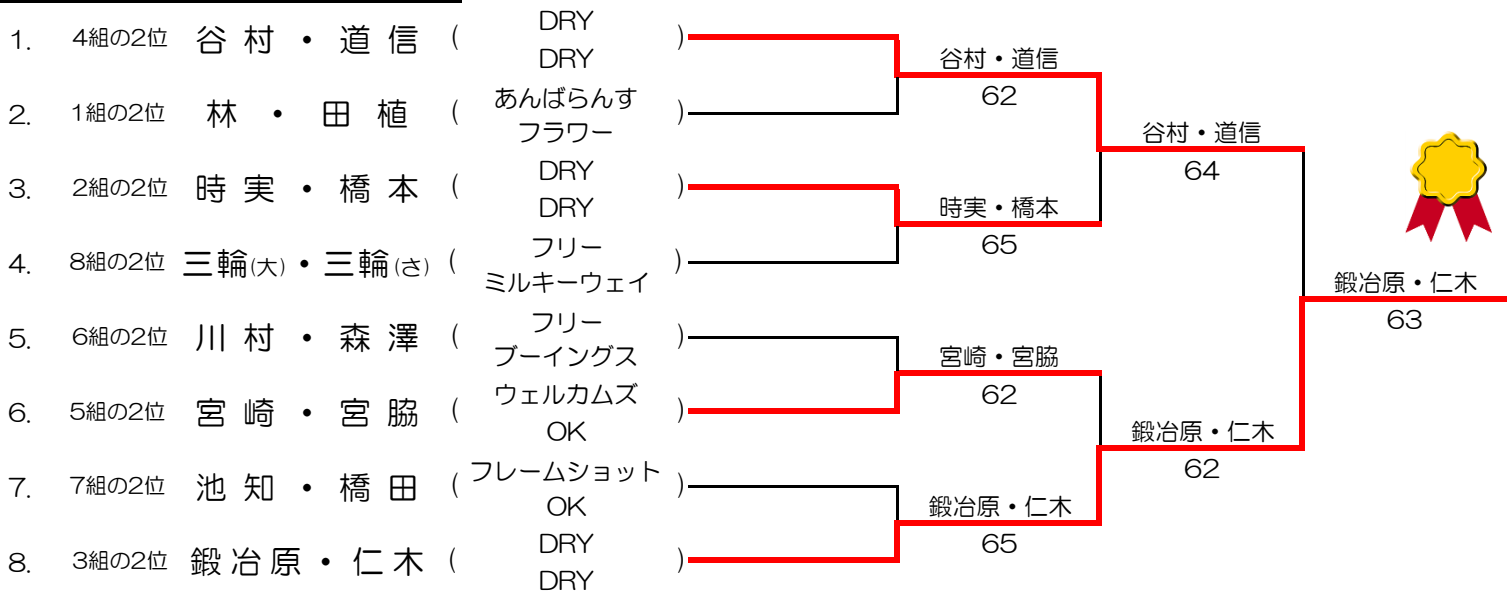 1. 4組の2位 谷村・道信 ( DRY DRY )
2. 1組の2位 林・田植 ( あんばらんす フラワー )
3. 2組の2位 時実・橋本 ( DRY DRY )
4. 8組の2位 三輪(大)・三輪(さ) ( フリー ミルキーウェイ )
5. 6組の2位 川村・森澤 ( フリー ブーイングス )
6. 5組の2位 宮崎・宮脇 ( ウェルカムズ OK )
7. 7組の2位 池知・橋田 ( フレームショット OK )
8. 3組の2位 鍛冶原・仁木 ( DRY DRY )
谷村・道信
62
時実・橋本
65
宮崎・宮脇
62
鍛冶原・仁木
65
谷村・道信
64
鍛冶原・仁木
62
鍛冶原・仁木
63